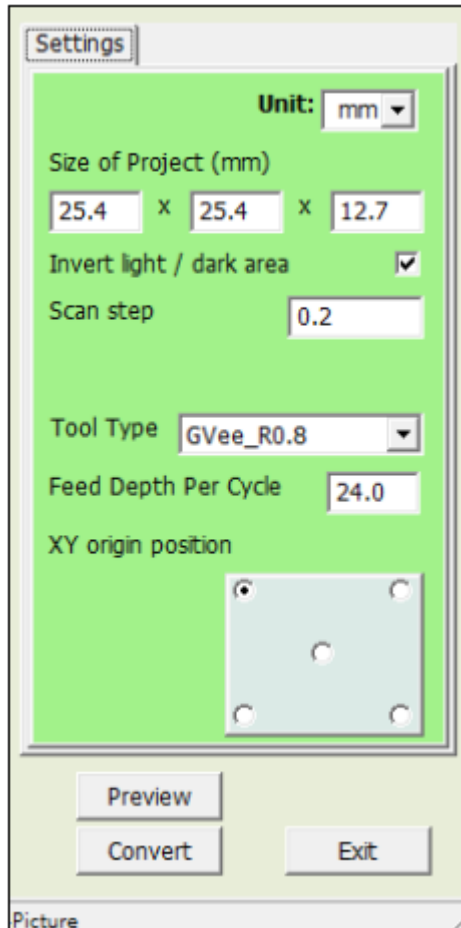 Settings
Unit: mm
Size of Project (mm)
25.4 x 25.4 x 12.7
Invert light / dark area
Scan step 0.2
Tool Type GVee_R0.8
Feed Depth Per Cycle 24.0
XY origin position
Preview
Convert Exit
Picture